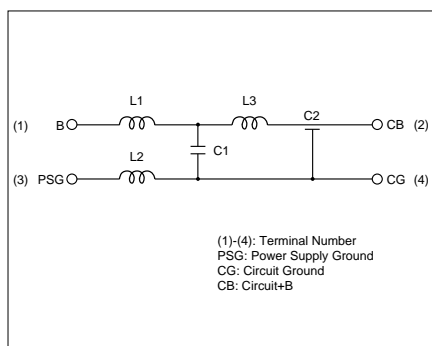 L1
L3
C2
(1) B
CB (2)
C1
L2
(3) PSG
CG (4)
(1)-(4): Terminal Number
PSG: Power Supply Ground
CG: Circuit Ground
CB: Circuit+B